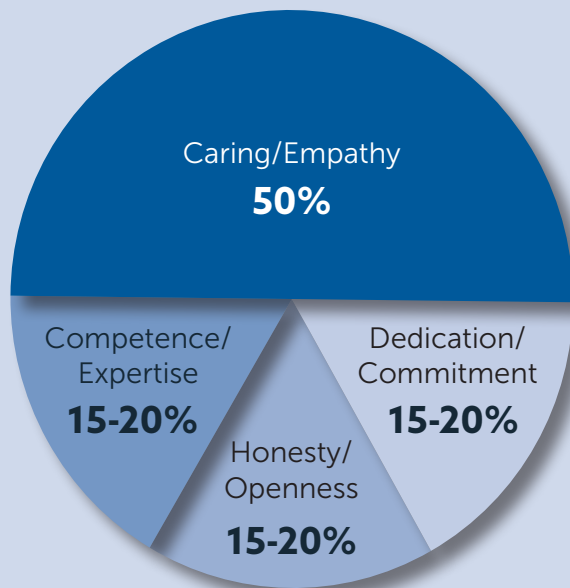 Caring/Empathy
50%
Competence/
Expertise
15-20%
Honesty/
Openness
15-20%
Dedication/
Commitment
15-20%